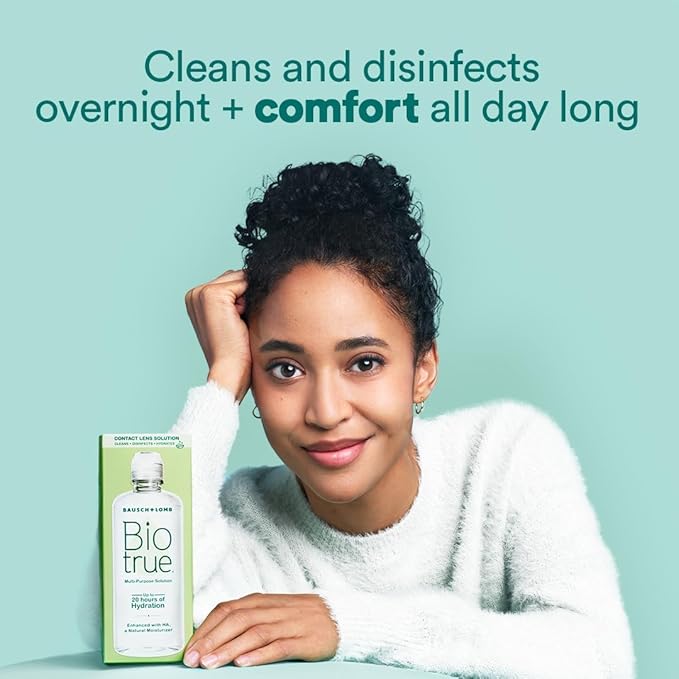 Cleans and disinfects
overnight + comfort all day long
CONTACT LENS SOLUTION
CLEANS • DISINFECTS • HYDRATES
BAUSCH + LOMB
Bio
true
Multi-Purpose Solution
Up to
20 hours of
Hydration
Enhanced with HA,
a Natural Moisturizer